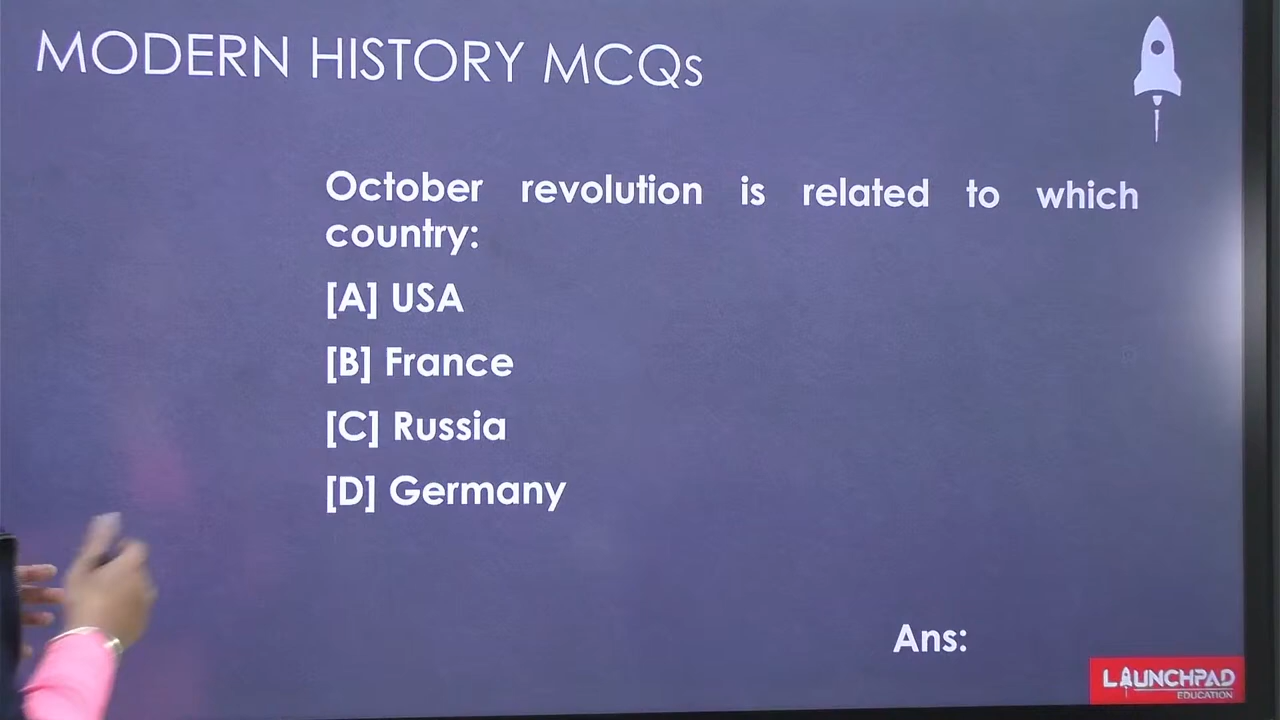 MODERN HISTORY MCQs
October revolution is related to which
country:
[A] USA
[B] France
[C] Russia
[D] Germany
Ans:
LAUNCHPAD
EDUCATION